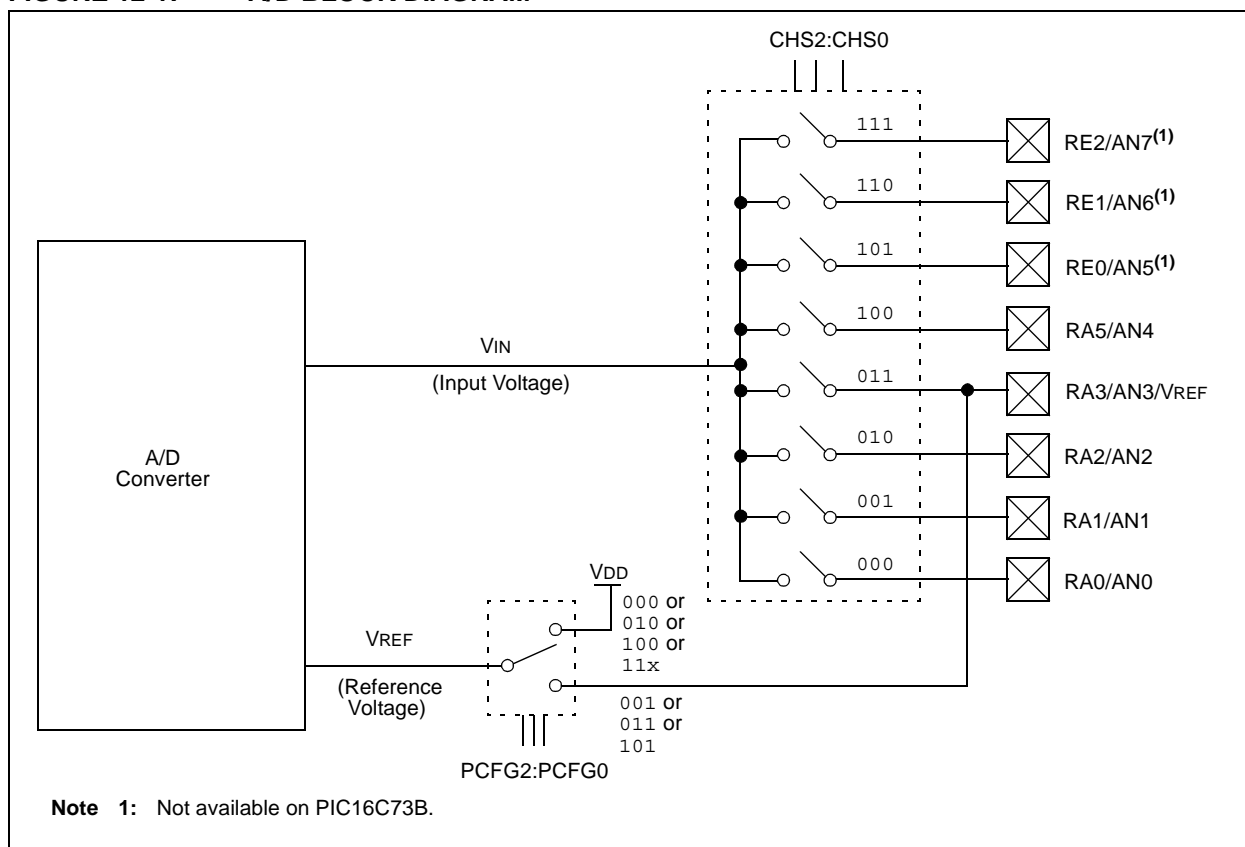 CHS2:CHS0
111
RE2/AN7(1)
110
RE1/AN6(1)
101
RE0/AN5(1)
100
RA5/AN4
VIN
(Input Voltage)
011
RA3/AN3/VREF
010
RA2/AN2
A/D
Converter
001
RA1/AN1
000
RA0/AN0
VDD
000 or
010 or
100 or
11x
VREF
(Reference
Voltage)
001 or
011 or
101
PCFG2:PCFG0
Note 1: Not available on PIC16C73B.